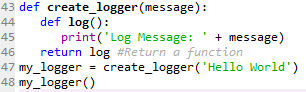 43 def create_logger(message):
44     def log():
45         print('Log Message: ' + message)
46     return log #Return a function
47 my_logger = create_logger('Hello World')
48 my_logger()